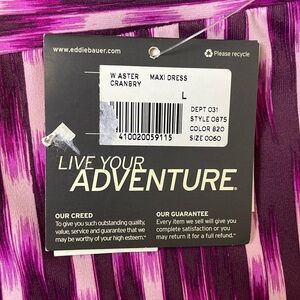 www.eddiebauer.com
Please recycle
W ASTER MAXI DRESS
CRANBRY
L
DEPT 031
STYLE 0875
COLOR 820
SIZE 0060
410020059115
LIVE YOUR
ADVENTURE.
OUR CREED
To give you such outstanding quality,
value, service and guarantee that we
may be worthy of your high esteem.™
OUR GUARANTEE
Every item we sell will give you
complete satisfaction or you
may return it for a full refund.™